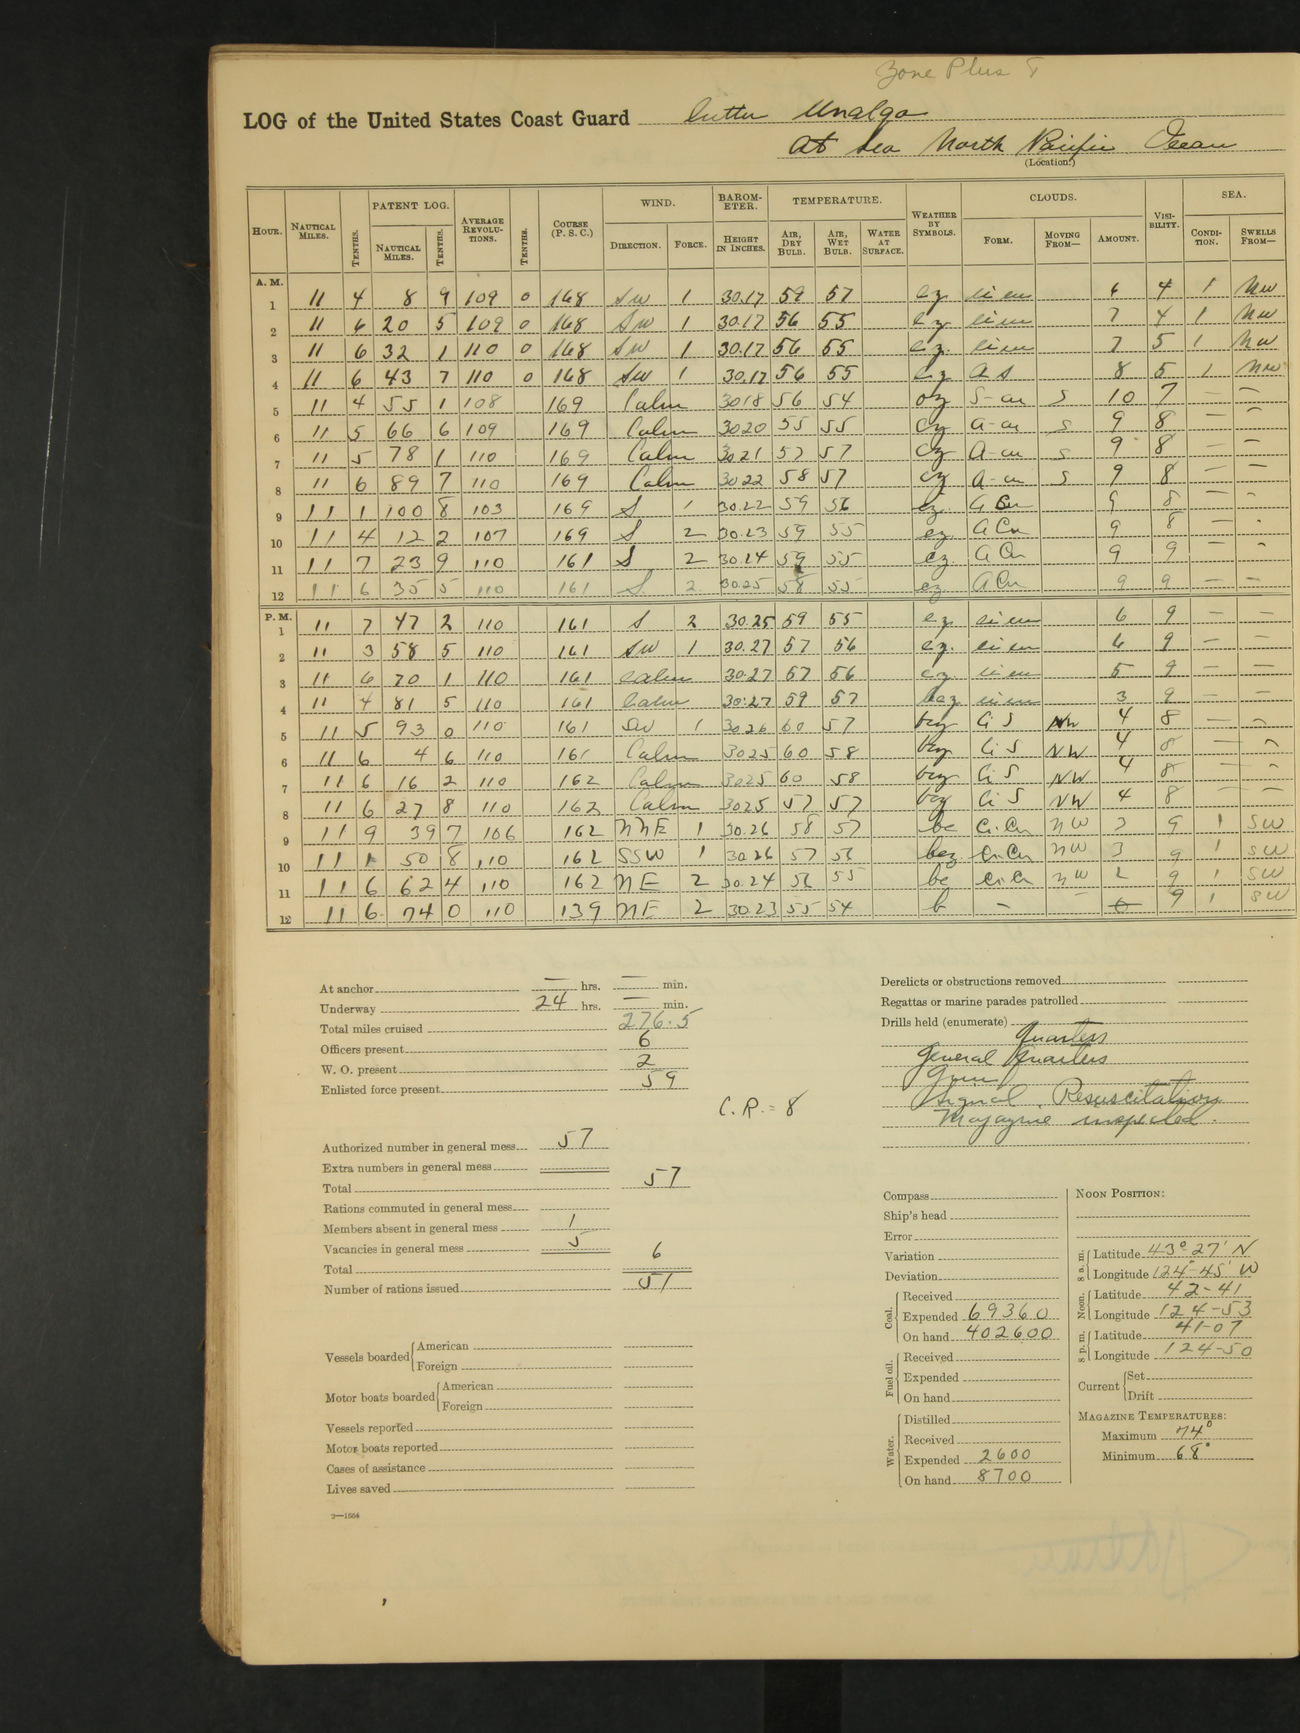 Zone Plus
LOG of the United States Coast Guard Cutter Unalga
At Sea North Pacific Ocean
(Location.)
HOUR. NAUTICAL MILES. TENTHS. PATENT LOG. NAUTICAL MILES. TENTHS. AVERAGE REVOLUTIONS. TENTHS. COURSE (P. S. C.) WIND. DIRECTION. FORCE. BAROMETER. HEIGHT IN INCHES. TEMPERATURE. AIR, DRY BULB. AIR, WET BULB. WATER AT SURFACE. WEATHER BY SYMBOLS. CLOUDS. FORM. MOVING FROM— AMOUNT. VISIBILITY. SEA. CONDITION. SWELLS FROM—
A. M.
1 11 4 8 9 109 0 168 SW 1 30.17 59 57 cz ci cu 6 4 1 NW
2 11 6 20 5 109 0 168 SW 1 30.17 56 55 cz ci cu 7 4 1 NW
3 11 6 32 1 110 0 168 SW 1 30.17 56 55 cz. ci cu 7 5 1 NW
4 11 6 43 7 110 0 168 SW 1 30.17 56 55 cz A S 8 5 1 NW
5 11 4 55 1 108 169 Calm 3018 56 54 oz S-cu S 10 7 — —
6 11 5 66 6 109 169 Calm 3020 55 55 cz A-cu S 9 8 — —
7 11 5 78 1 110 169 Calm 3021 57 57 cz A-cu S 9 8 — —
8 11 6 89 7 110 169 Calm 3022 58 57 cz A-cu S 9 8 — —
9 11 1 100 8 103 169 S 1 30.22 59 56 cz. A Cu 9 8 — —
10 11 4 12 2 107 169 S 2 30.23 59 55 cz. A Cu 9 8 — -
11 11 7 23 9 110 161 S 2 30.24 59 55 cz. A Cu 9 9 — —
12 11 6 35 5 110 161 S 2 30.25 58 55 cz A Cu 9 9 — —
P. M.
1 11 7 47 2 110 161 S 2 30.25 59 55 cz ci cu 6 9 — —
2 11 3 58 5 110 161 SW 1 30.27 57 56 cz. ci cu 6 9 — —
3 11 6 70 1 110 161 calm 30.27 57 56 cz ci cu 5 9 — —
4 11 4 81 5 110 161 calm 30.27 59 57 bcz ci cu 3 9 — —
5 11 5 93 0 110 161 SW 1 3026 60 57 bcz Ci S NW 4 8 — —
6 11 6 4 6 110 161 Calm 3025 60 58 bcz Ci S NW 4 8 — —
7 11 6 16 2 110 162 Calm 3025 60 58 bcz Ci S NW 4 8 — —
8 11 6 27 8 110 162 Calm 3025 57 57 bcz Ci S NW 4 8 — —
9 11 9 39 7 106 162 NNE 1 30.26 58 57 bc Ci.Cu NW 3 9 1 SW
10 11 1 50 8 110 162 SSW 1 30.26 57 56 bcz Ci.Cu NW 3 9 1 SW
11 11 6 62 4 110 162 NE 2 30.24 56 55 bc Ci.Cu NW 2 9 1 SW
12 11 6 74 0 110 139 NE 2 30.23 55 54 b — — 0 9 1 SW
At anchor — hrs. — min.
Underway 24 hrs. — min.
Total miles cruised 276.5
Officers present 6
W. O. present 2
Enlisted force present 59
C.R. = 8
Authorized number in general mess 57
Extra numbers in general mess
Total 57
Rations commuted in general mess
Members absent in general mess 1
Vacancies in general mess 5
Total 6
Number of rations issued 51
Vessels boarded American
Foreign
Motor boats boarded American
Foreign
Vessels reported
Motor boats reported
Cases of assistance
Lives saved
2—1664
Derelicts or obstructions removed
Regattas or marine parades patrolled
Drills held (enumerate)
Quarters
General Quarters
Signal. Resuscitation
Magazine inspected.
Compass
Ship's head
Error
Variation
Deviation
Coal. Received
Expended 69360
On hand 402600
Fuel oil. Received
Expended
On hand
Water. Distilled
Received
Expended 2600
On hand 8700
NOON POSITION:
8 a. m. Latitude 43°-27' N
Longitude 124°-45' W
Noon. Latitude 42-41
Longitude 124-53
8 p. m. Latitude 41-07
Longitude 124-50
Current Set
Drift
MAGAZINE TEMPERATURES:
Maximum 74°
Minimum 68°